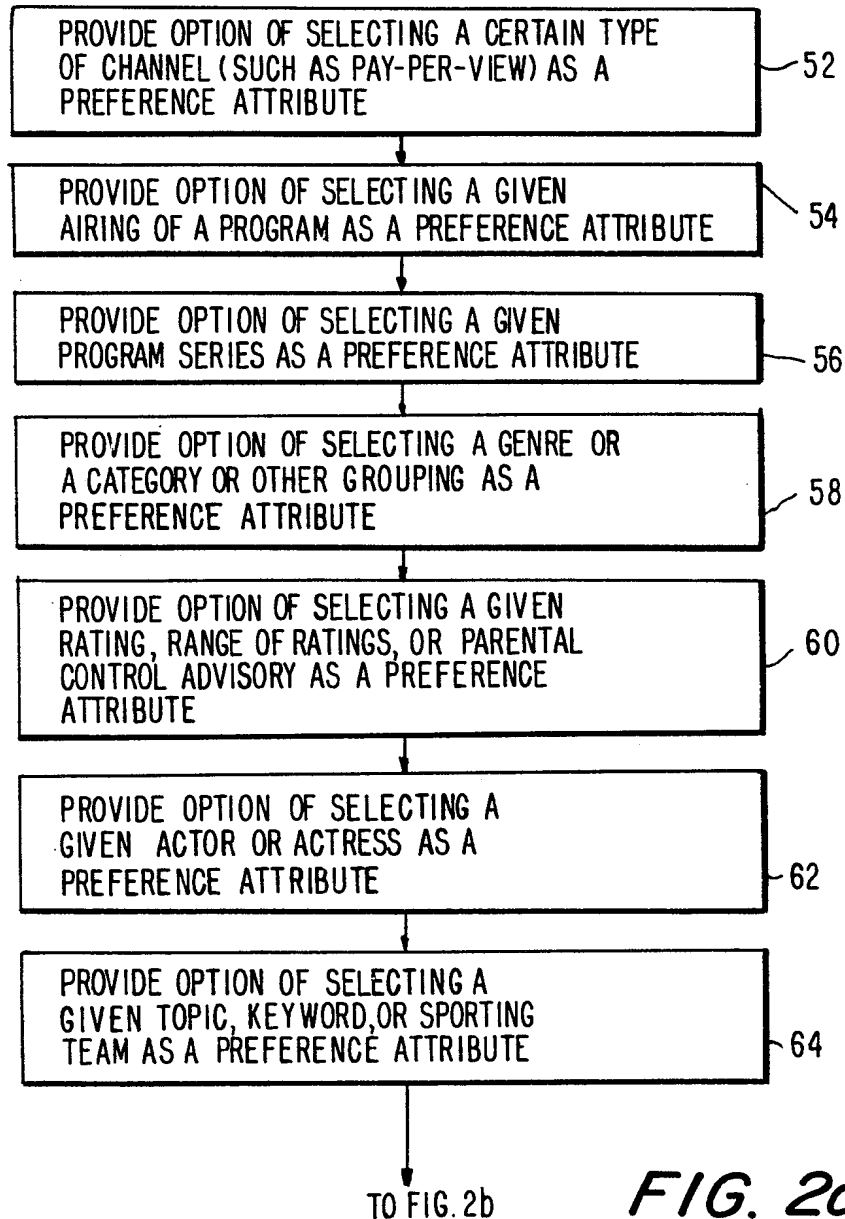 PROVIDE OPTION OF SELECTING A CERTAIN TYPE
OF CHANNEL (SUCH AS PAY-PER-VIEW) AS A
PREFERENCE ATTRIBUTE
52
PROVIDE OPTION OF SELECTING A GIVEN
AIRING OF A PROGRAM AS A PREFERENCE ATTRIBUTE
54
PROVIDE OPTION OF SELECTING A GIVEN
PROGRAM SERIES AS A PREFERENCE ATTRIBUTE
56
PROVIDE OPTION OF SELECTING A GENRE OR
A CATEGORY OR OTHER GROUPING AS A
PREFERENCE ATTRIBUTE
58
PROVIDE OPTION OF SELECTING A GIVEN
RATING, RANGE OF RATINGS, OR PARENTAL
CONTROL ADVISORY AS A PREFERENCE
ATTRIBUTE
60
PROVIDE OPTION OF SELECTING A
GIVEN ACTOR OR ACTRESS AS A
PREFERENCE ATTRIBUTE
62
PROVIDE OPTION OF SELECTING A
GIVEN TOPIC, KEYWORD, OR SPORTING
TEAM AS A PREFERENCE ATTRIBUTE
64
TO FIG. 2b
FIG.